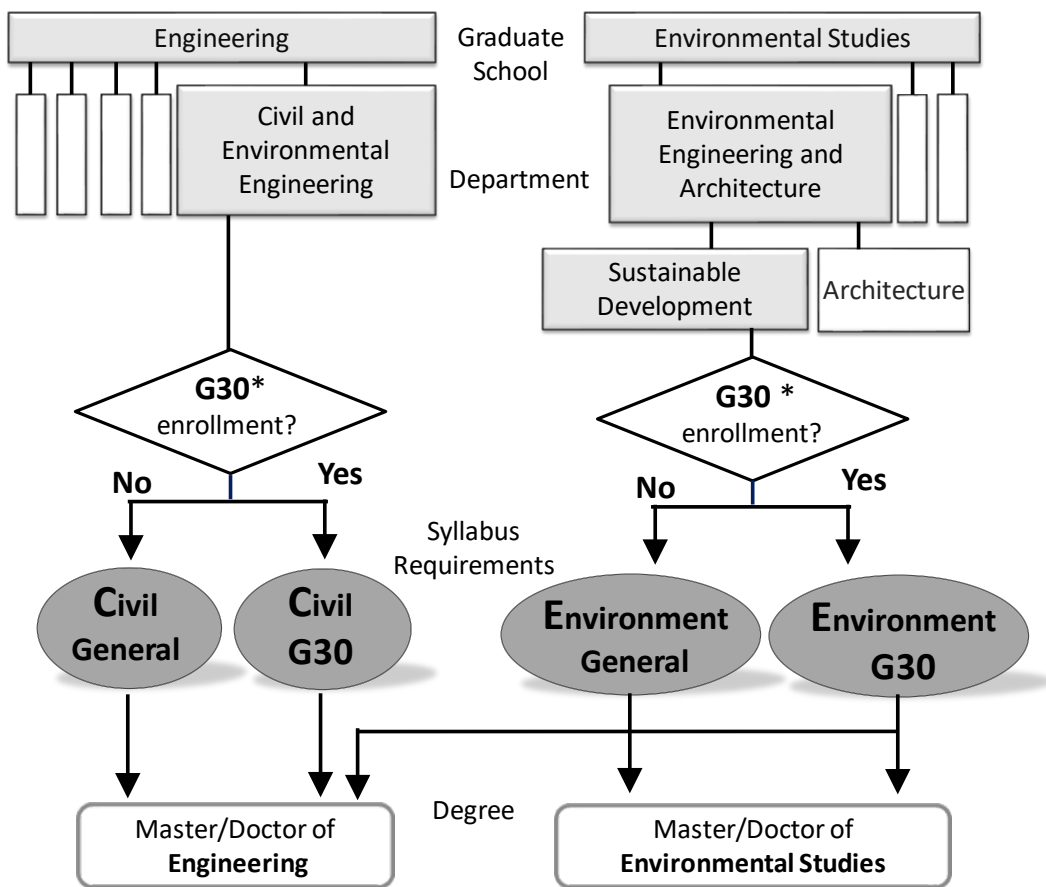 Engineering
Graduate
School
Environmental Studies
Civil and
Environmental
Engineering
Department
Environmental
Engineering and
Architecture
Sustainable
Development
Architecture
G30*
enrollment?
G30 *
enrollment?
No
Yes
No
Yes
Syllabus
Requirements
Civil
General
Civil
G30
Environment
General
Environment
G30
Degree
Master/Doctor of
Engineering
Master/Doctor of
Environmental Studies